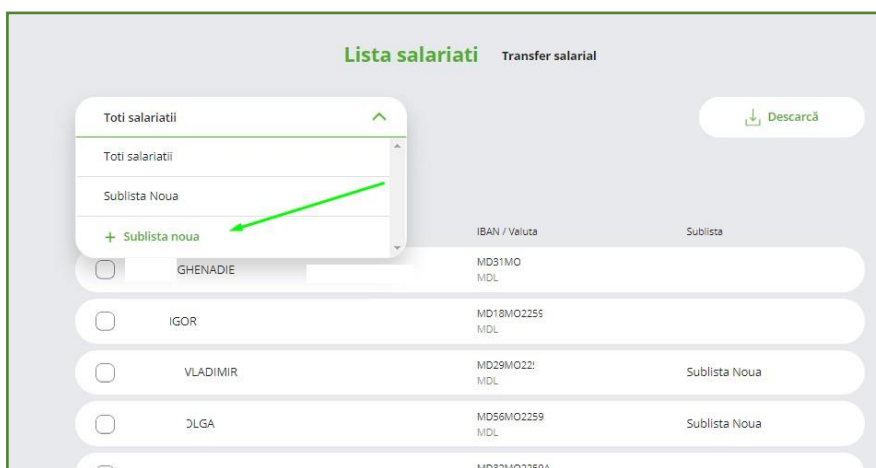 Lista salariati Transfer salarial
Toti salariatii
Descarcă
Toti salariatii
Sublista Noua
+ Sublista noua
IBAN / Valuta Sublista
GHENADIE MD31MO
MDL
IGOR MD18MO2259
MDL
VLADIMIR MD29MO22
MDL Sublista Noua
OLGA MD56MO2259
MDL Sublista Noua